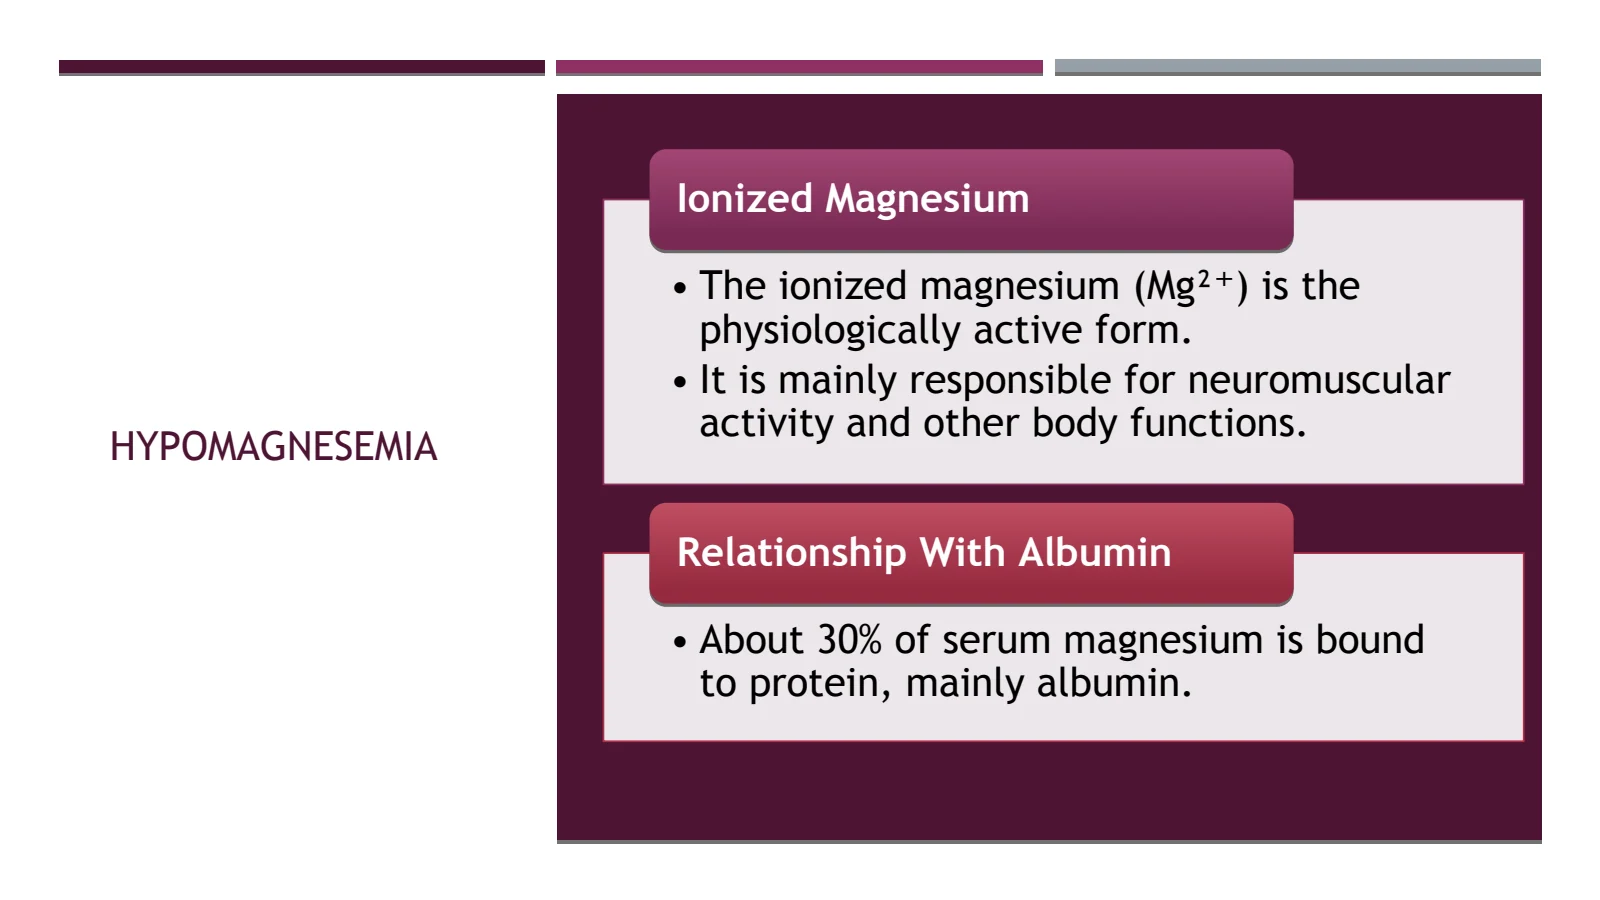 HYPOMAGNESEMIA
Ionized Magnesium
• The ionized magnesium (Mg²⁺) is the
physiologically active form.
• It is mainly responsible for neuromuscular
activity and other body functions.
Relationship With Albumin
• About 30% of serum magnesium is bound
to protein, mainly albumin.